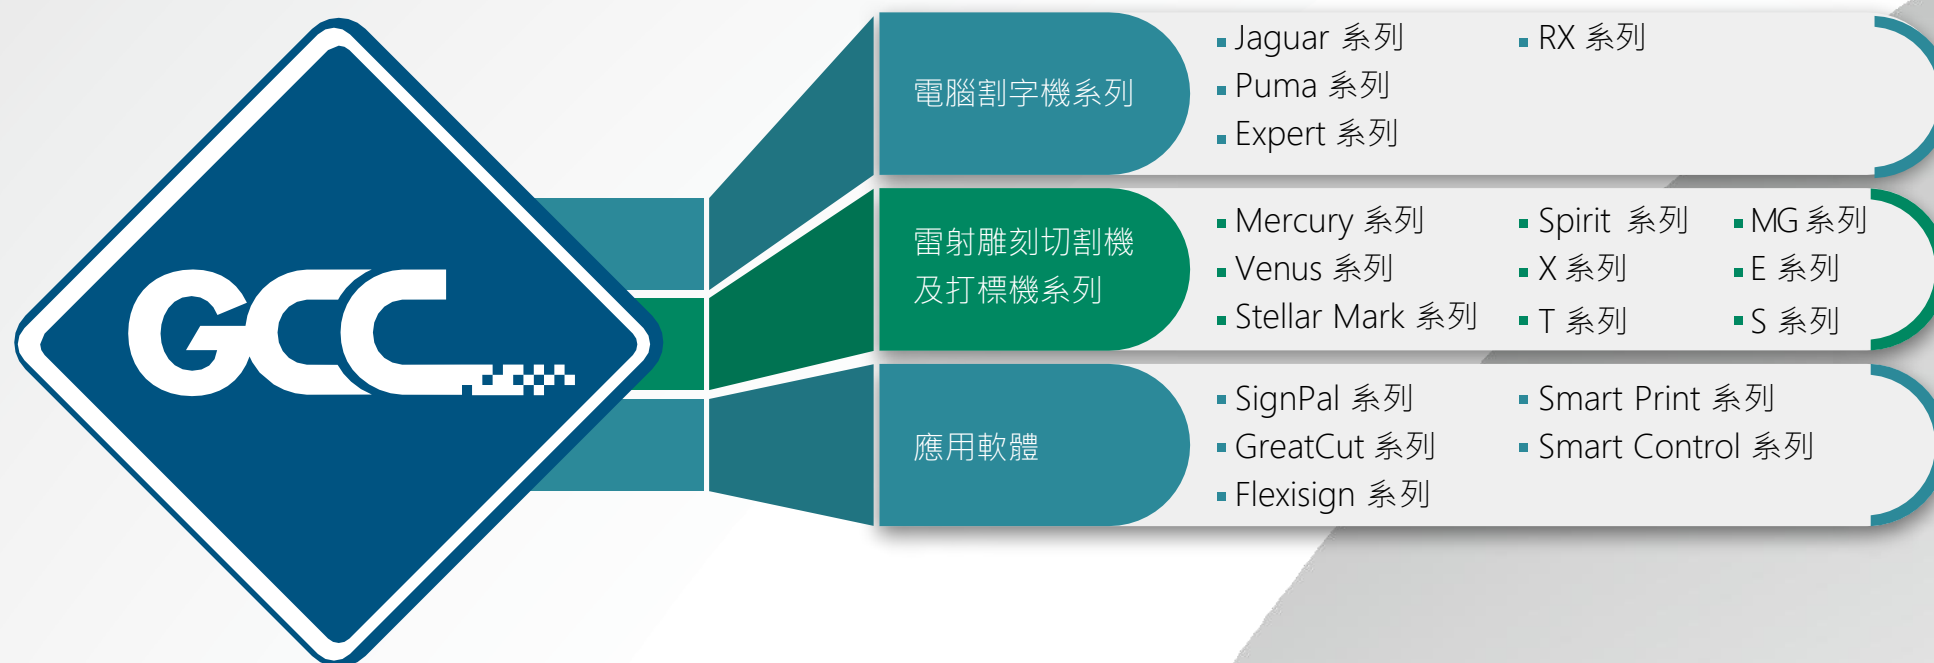 GCC
電腦割字機系列
Jaguar 系列
Puma 系列
Expert 系列
RX 系列
雷射雕刻切割機
及打標機系列
Mercury 系列
Venus 系列
Stellar Mark 系列
Spirit 系列
X 系列
T 系列
MG 系列
E 系列
S 系列
應用軟體
SignPal 系列
GreatCut 系列
Flexisign 系列
Smart Print 系列
Smart Control 系列